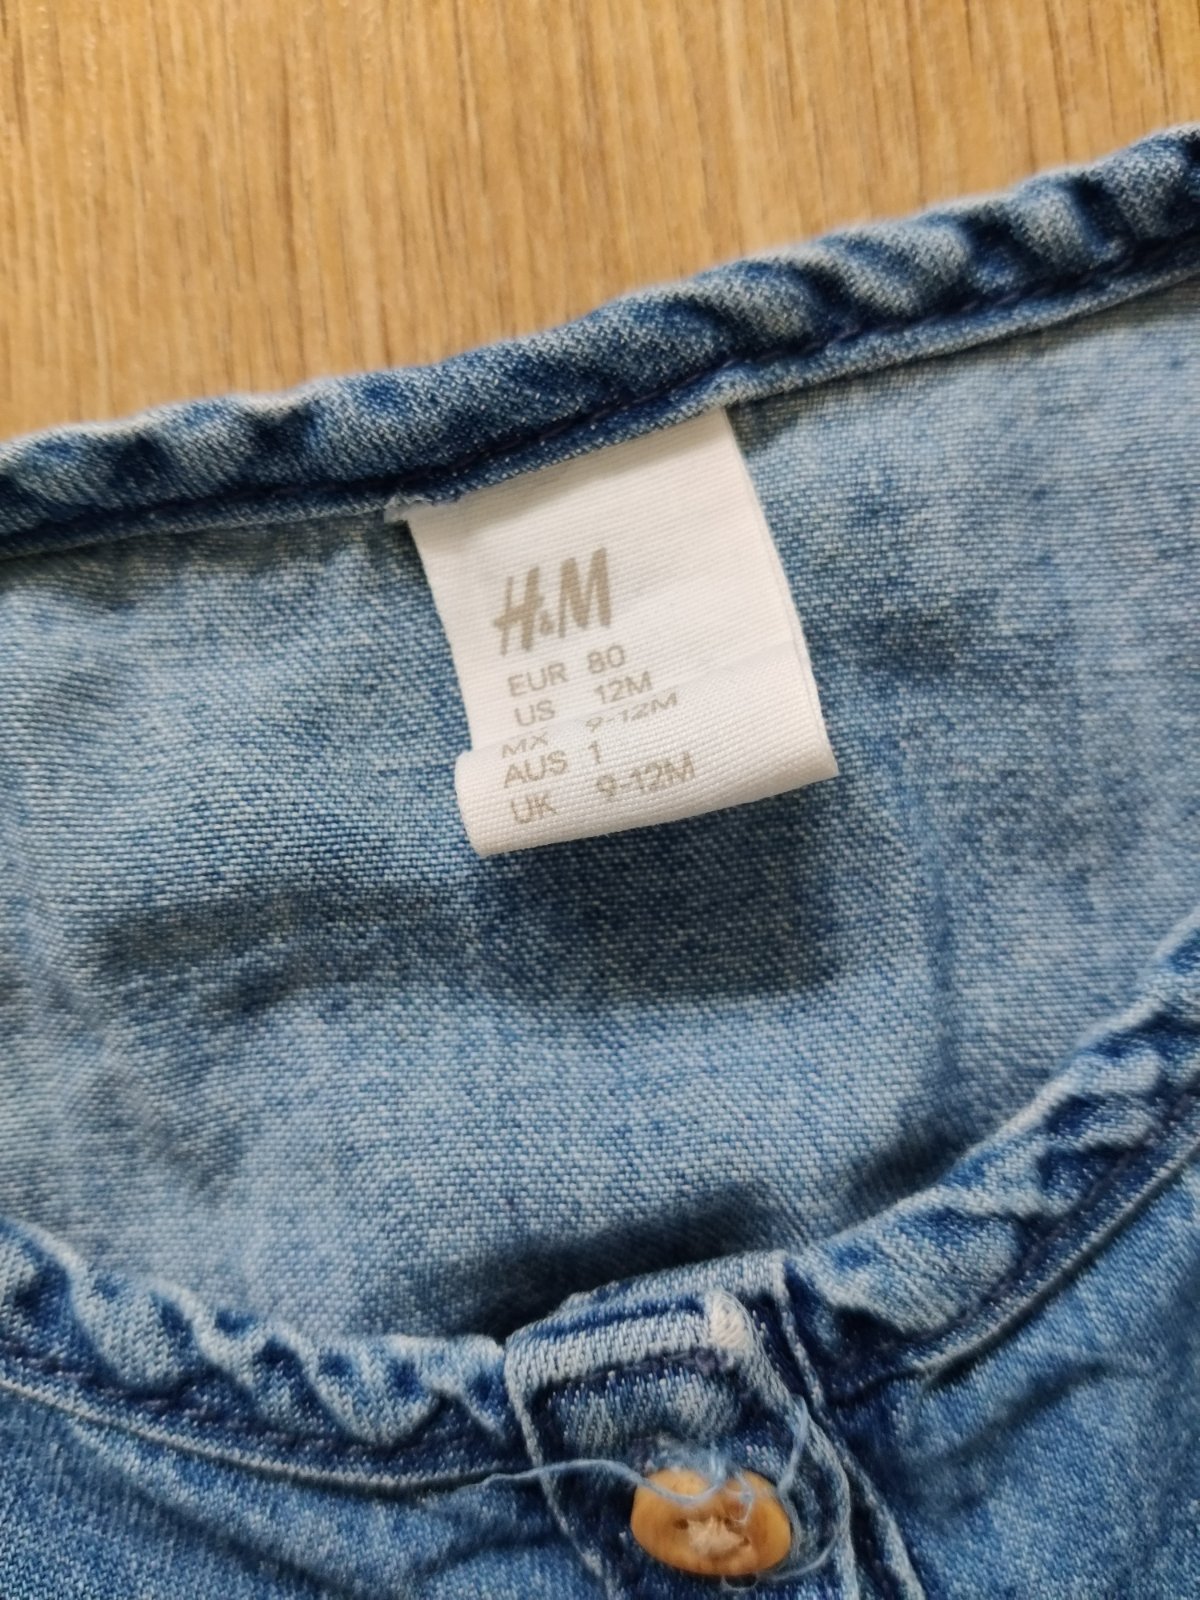 H&M
EUR 80
US 12M
MX 9-12M
AUS 1
UK 9-12M